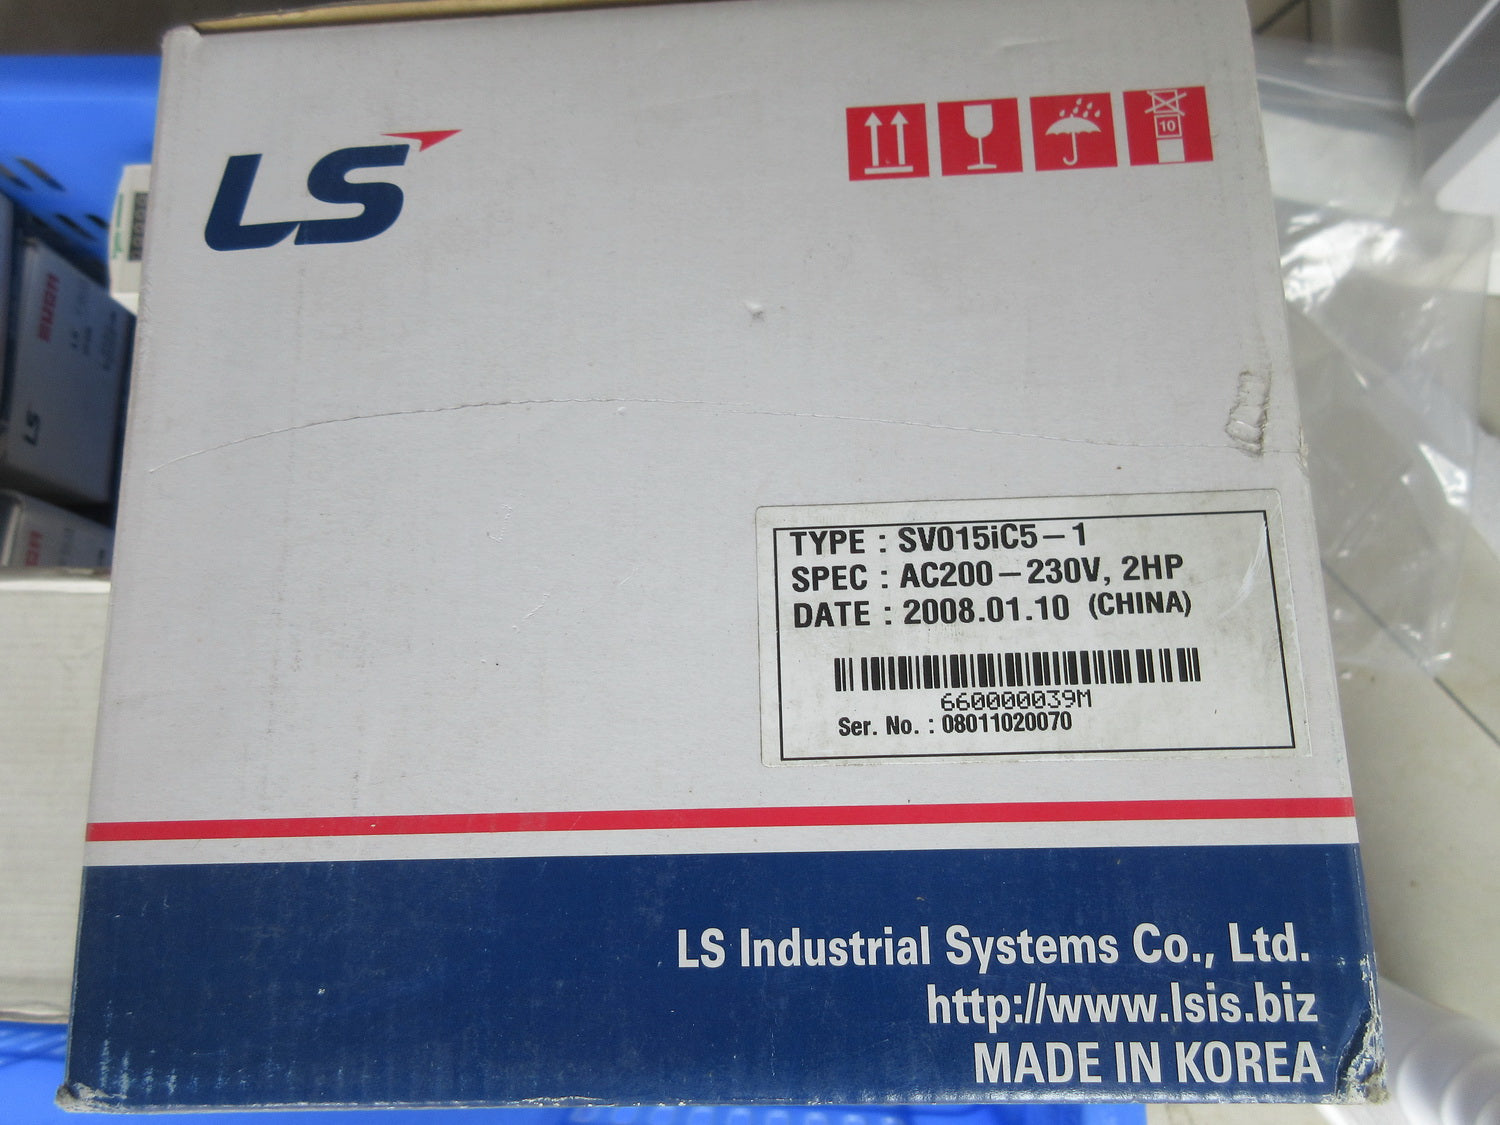 LS
10
TYPE : SV015iC5-1
SPEC : AC200-230V, 2HP
DATE : 2008.01.10 (CHINA)
660000039M
Ser. No. : 08011020070
LS Industrial Systems Co., Ltd.
http://www.lsis.biz
MADE IN KOREA
LS